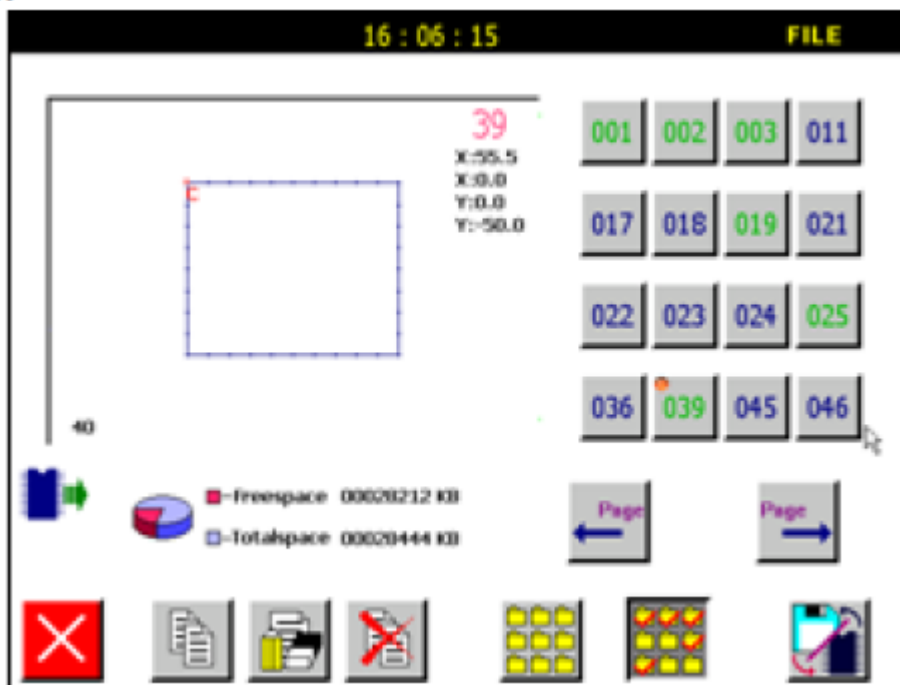 16 : 06 : 15
FILE
39
X:55.5
X:0.0
Y:0.0
Y:-50.0
40
001 002 003 011
017 018 019 021
022 023 024 025
036 039 045 046
-Freespace 00028212 KB
-Totalspace 00028444 KB
Page
Page